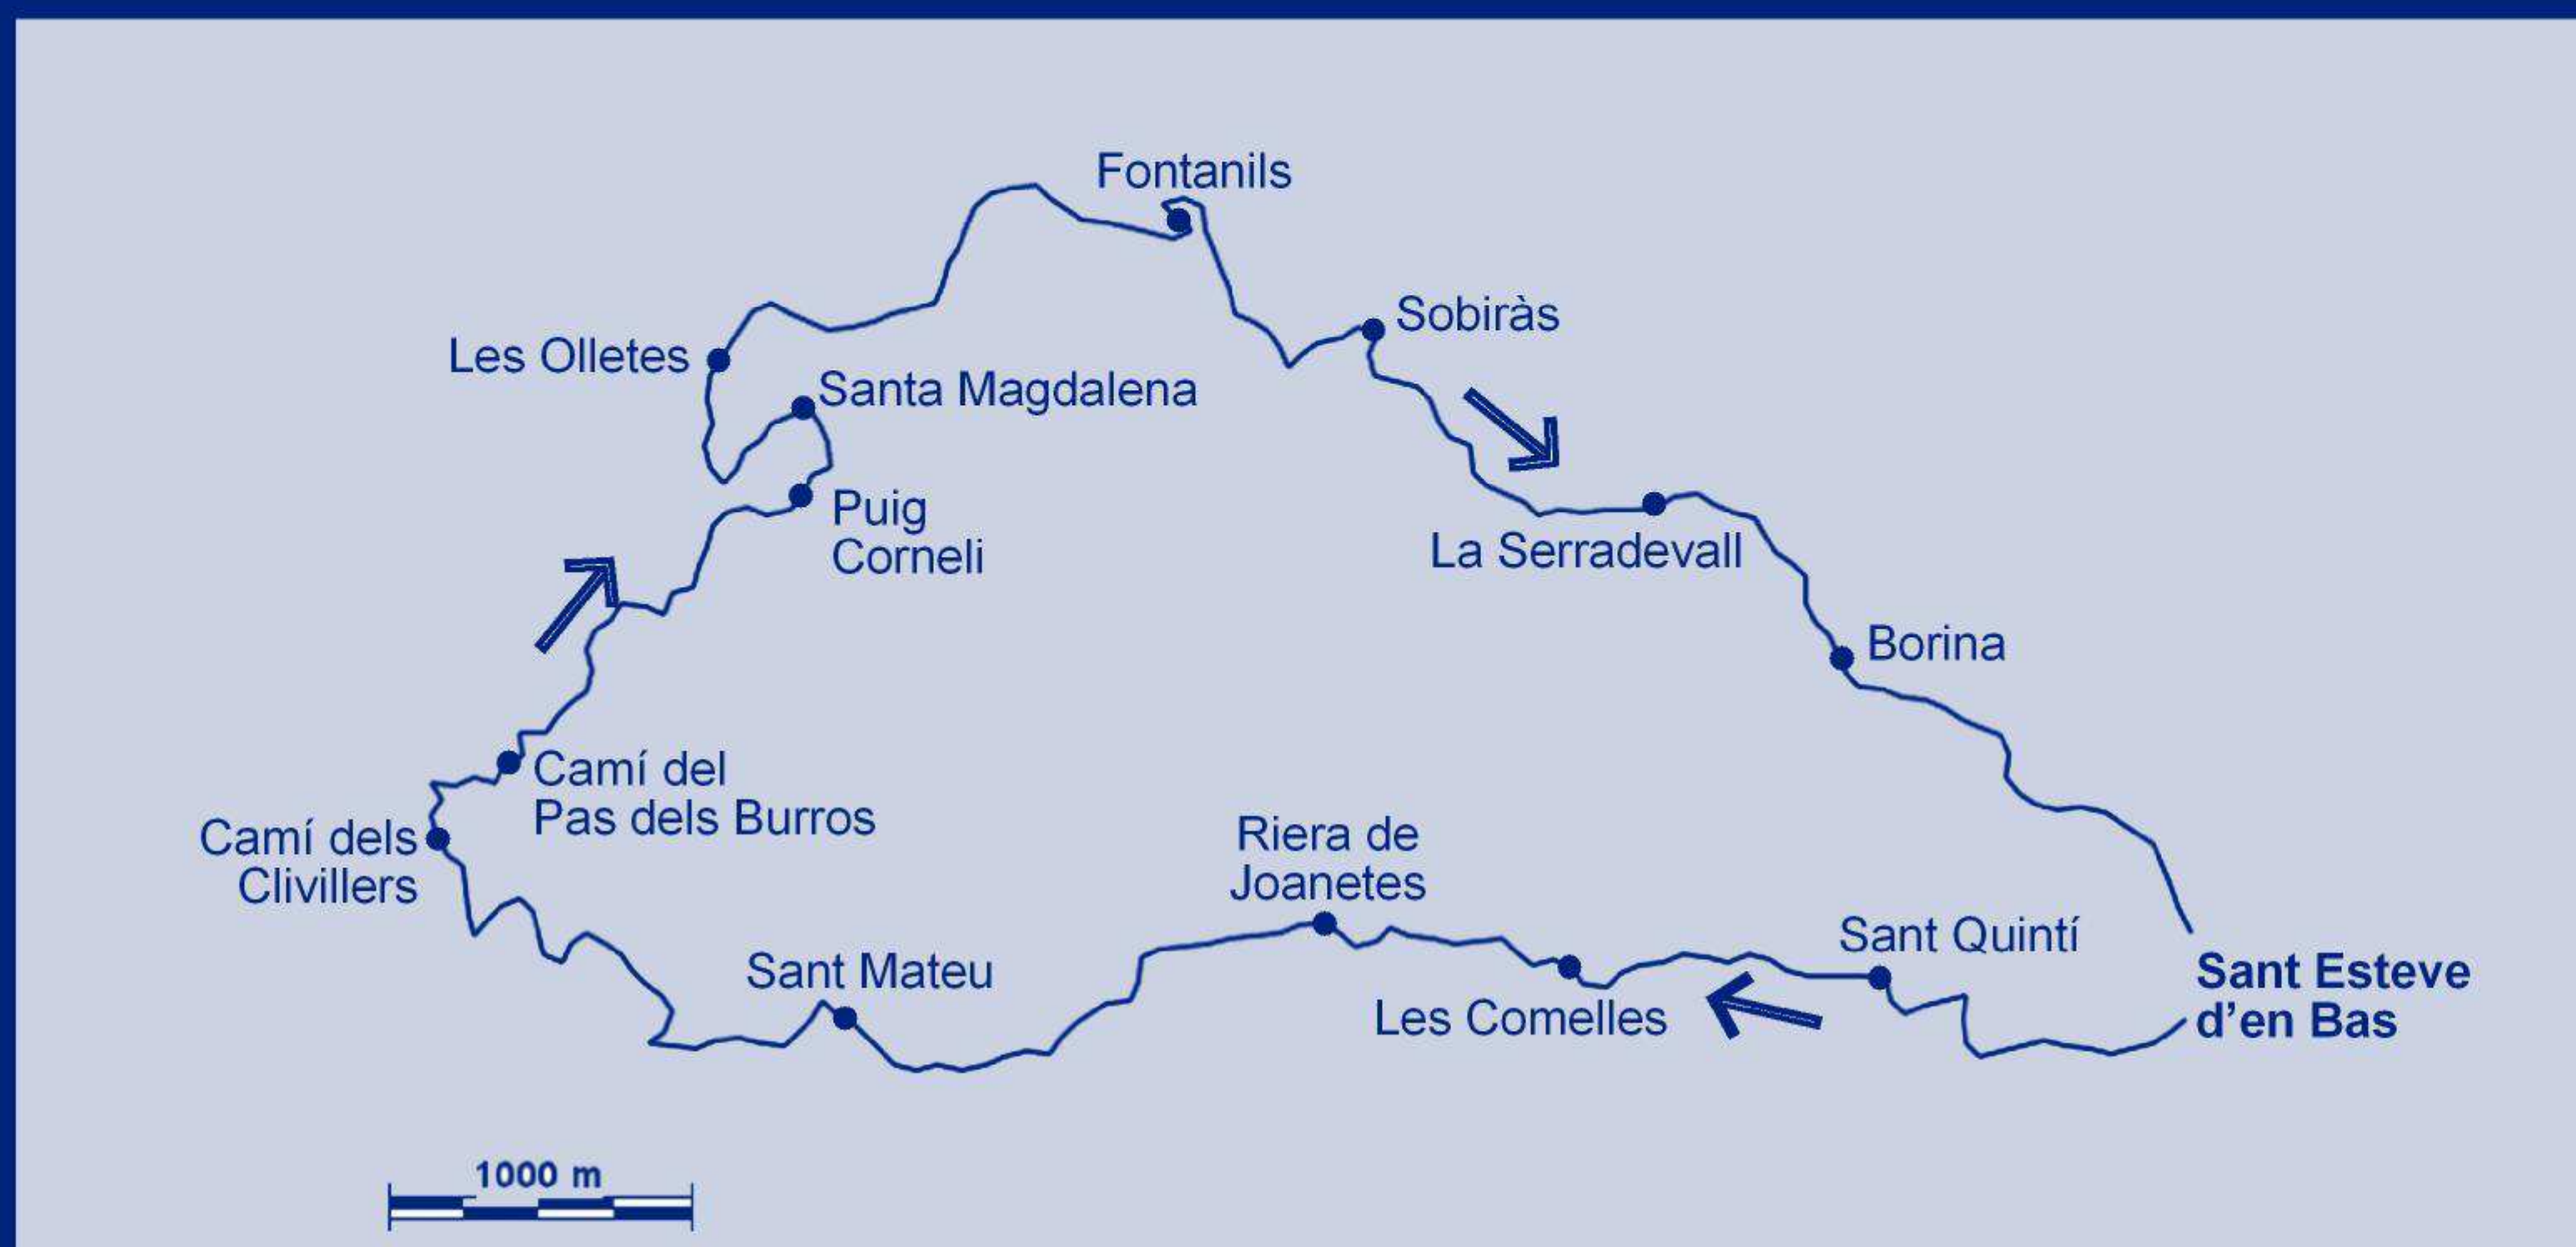 Fontanils
Sobiràs
Les Olletes
Santa Magdalena
Puig
Corneli
La Serradevall
Borina
Camí del
Pas dels Burros
Camí dels
Clivillers
Riera de
Joanetes
Sant Mateu
Sant Quintí
Les Comelles
Sant Esteve
d’en Bas
1000 m